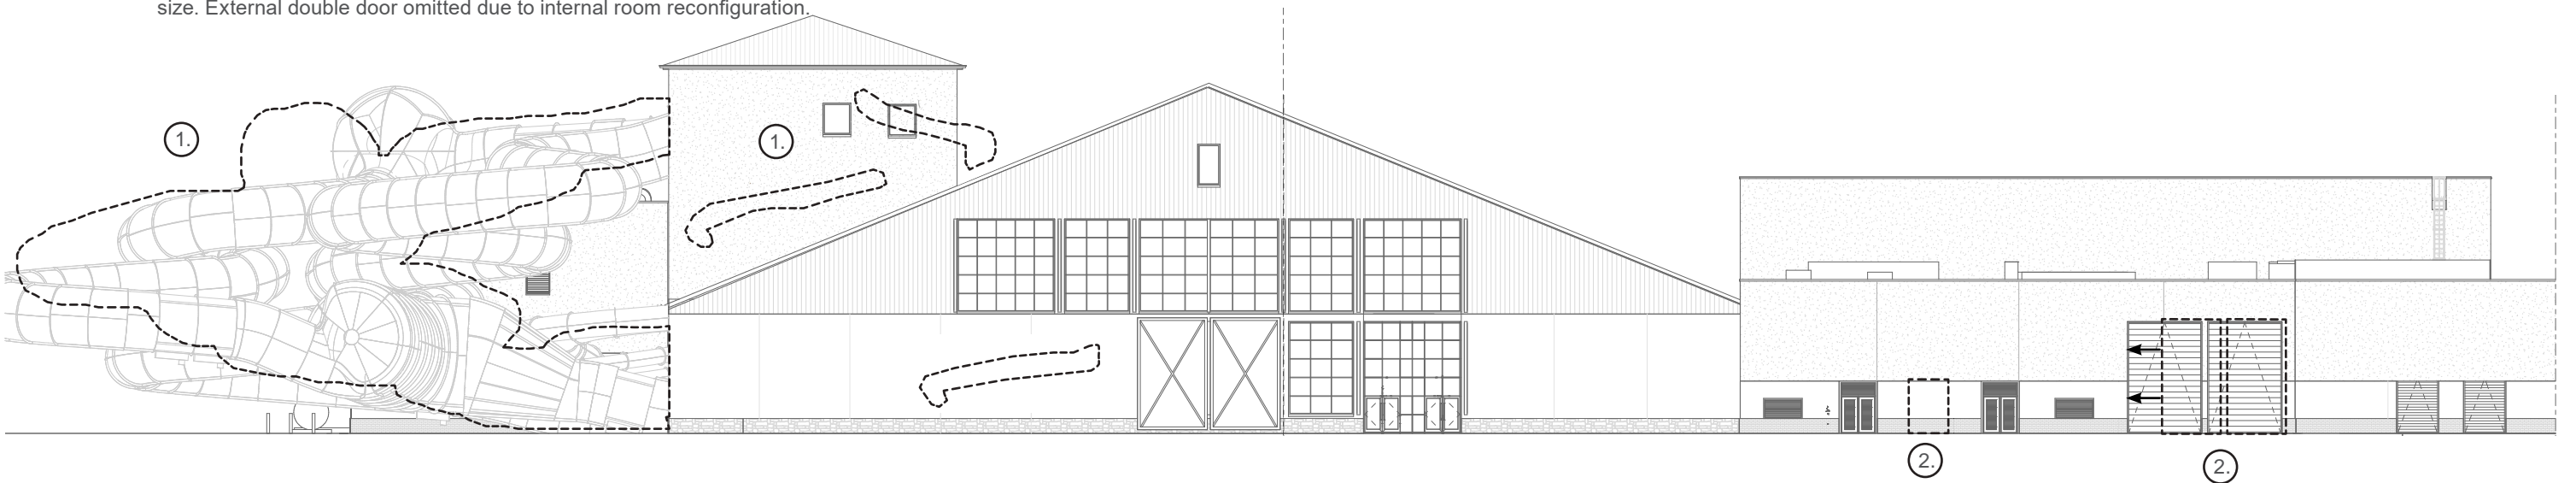 size. External double door omitted due to internal room reconfiguration.
1.
1.
2.
2.